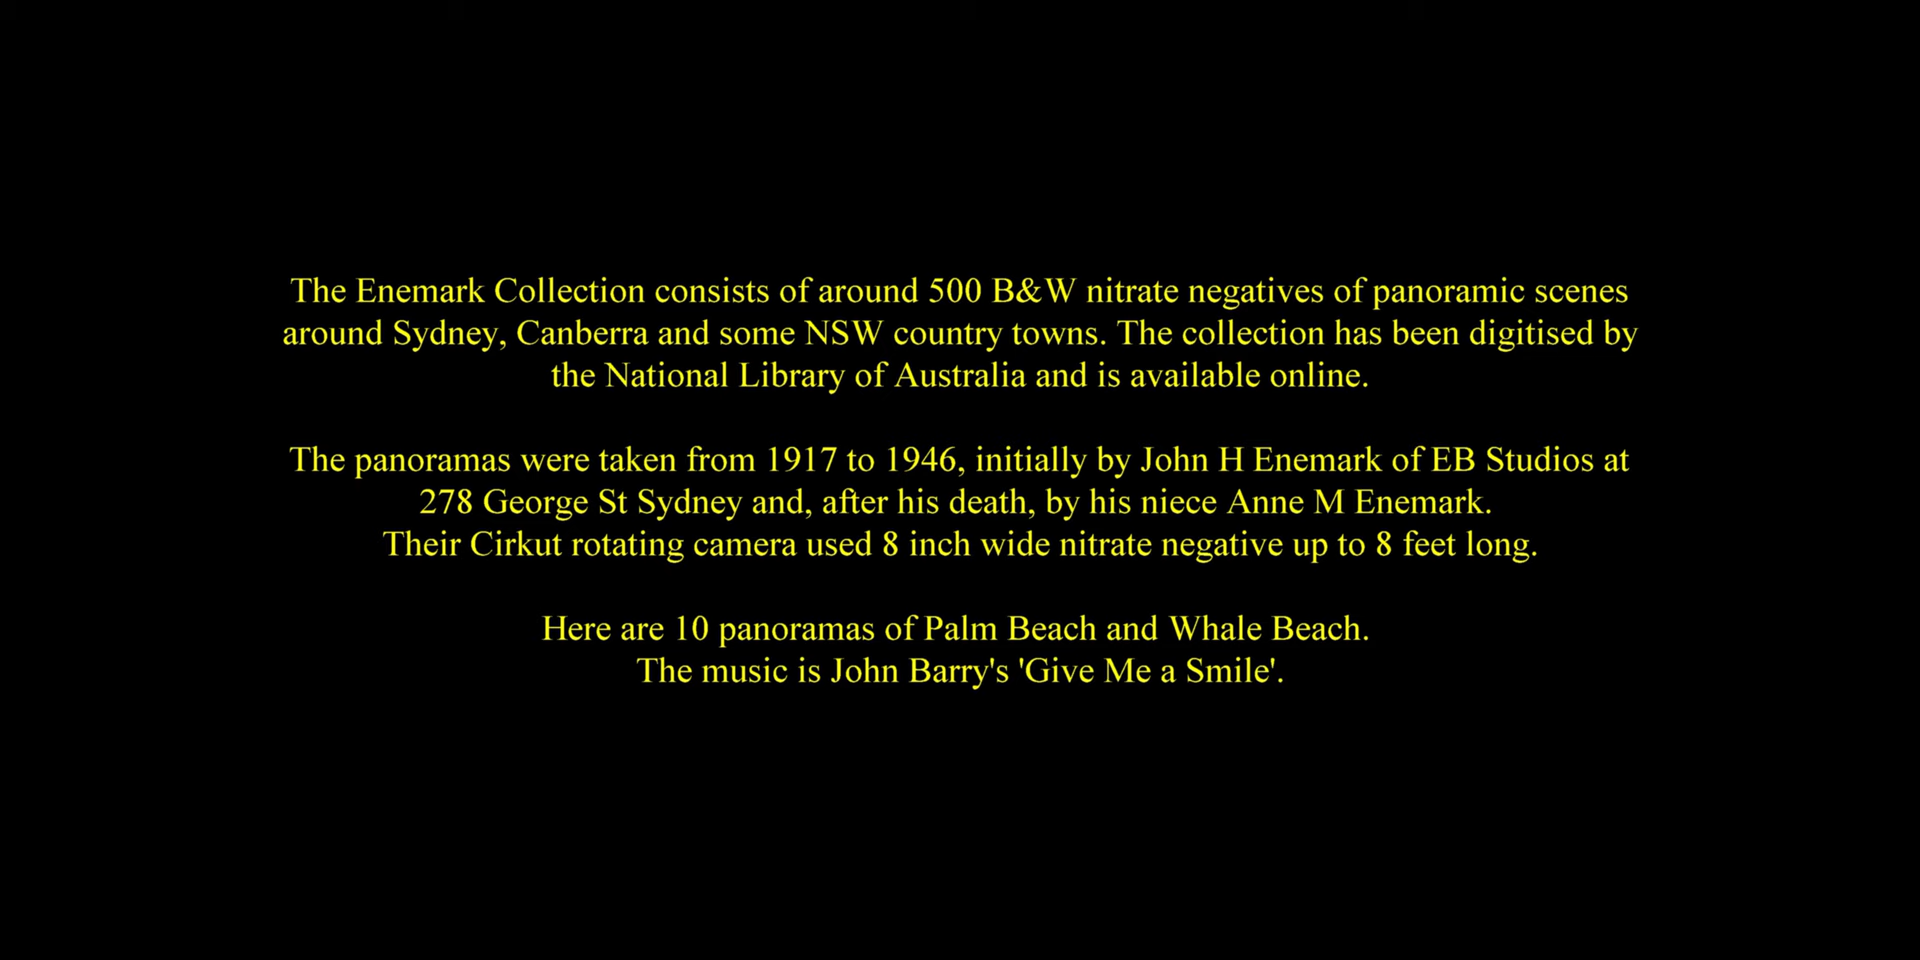 The Enemark Collection consists of around 500 B&W nitrate negatives of panoramic scenes
around Sydney, Canberra and some NSW country towns. The collection has been digitised by
the National Library of Australia and is available online.
The panoramas were taken from 1917 to 1946, initially by John H Enemark of EB Studios at
278 George St Sydney and, after his death, by his niece Anne M Enemark.
Their Cirkut rotating camera used 8 inch wide nitrate negative up to 8 feet long.
Here are 10 panoramas of Palm Beach and Whale Beach.
The music is John Barry's 'Give Me a Smile'.